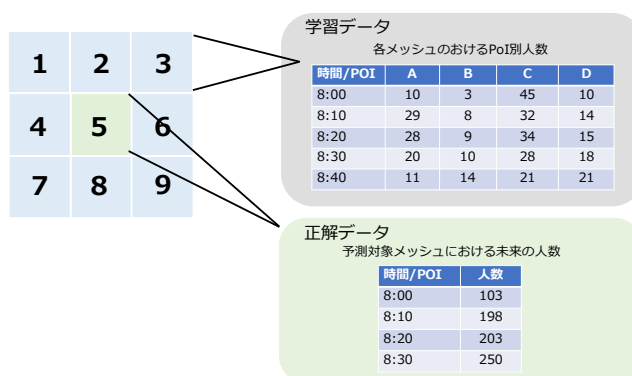 1 2 3
4 5 6
7 8 9
学習データ
各メッシュのおけるPoI別人数
時間/POI A B C D
8:00 10 3 45 10
8:10 29 8 32 14
8:20 28 9 34 15
8:30 20 10 28 18
8:40 11 14 21 21
正解データ
予測対象メッシュにおける未来の人数
時間/POI 人数
8:00 103
8:10 198
8:20 203
8:30 250